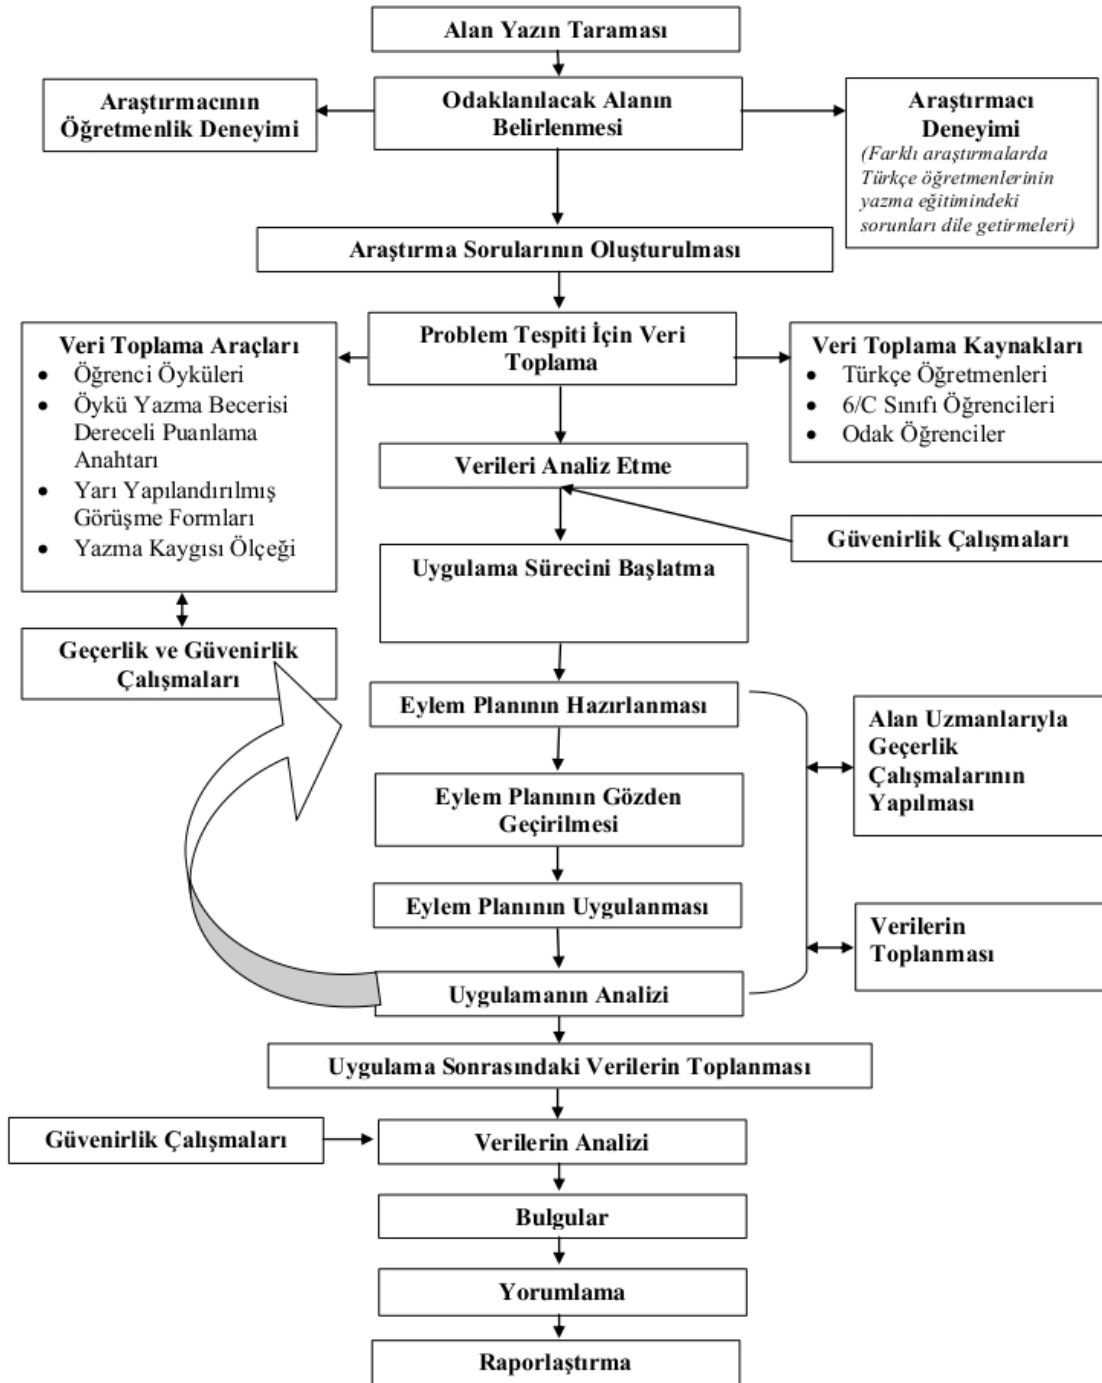 Alan Yazın Taraması
Araştırmacının
Öğretmenlik Deneyimi
Odaklanılacak Alanın
Belirlenmesi
Araştırmacı
Deneyimi
(Farklı araştırmalarda
Türkçe öğretmenlerinin
yazma eğitimindeki
sorunları dile getirmeleri)
Araştırma Sorularının Oluşturulması
Veri Toplama Araçları
• Öğrenci Öyküleri
• Öykü Yazma Becerisi
Dereceli Puanlama
Anahtarı
• Yarı Yapılandırılmış
Görüşme Formları
• Yazma Kaygısı Ölçeği
Problem Tespiti İçin Veri
Toplama
Veri Toplama Kaynakları
• Türkçe Öğretmenleri
• 6/C Sınıfı Öğrencileri
• Odak Öğrenciler
Verileri Analiz Etme
Güvenirlik Çalışmaları
Uygulama Sürecini Başlatma
Geçerlik ve Güvenirlik
Çalışmaları
Eylem Planının Hazırlanması
Alan Uzmanlarıyla
Geçerlik
Çalışmalarının
Yapılması
Eylem Planının Gözden
Geçirilmesi
Eylem Planının Uygulanması
Verilerin
Toplanması
Uygulamanın Analizi
Uygulama Sonrasındaki Verilerin Toplanması
Güvenirlik Çalışmaları
Verilerin Analizi
Bulgular
Yorumlama
Raporlaştırma